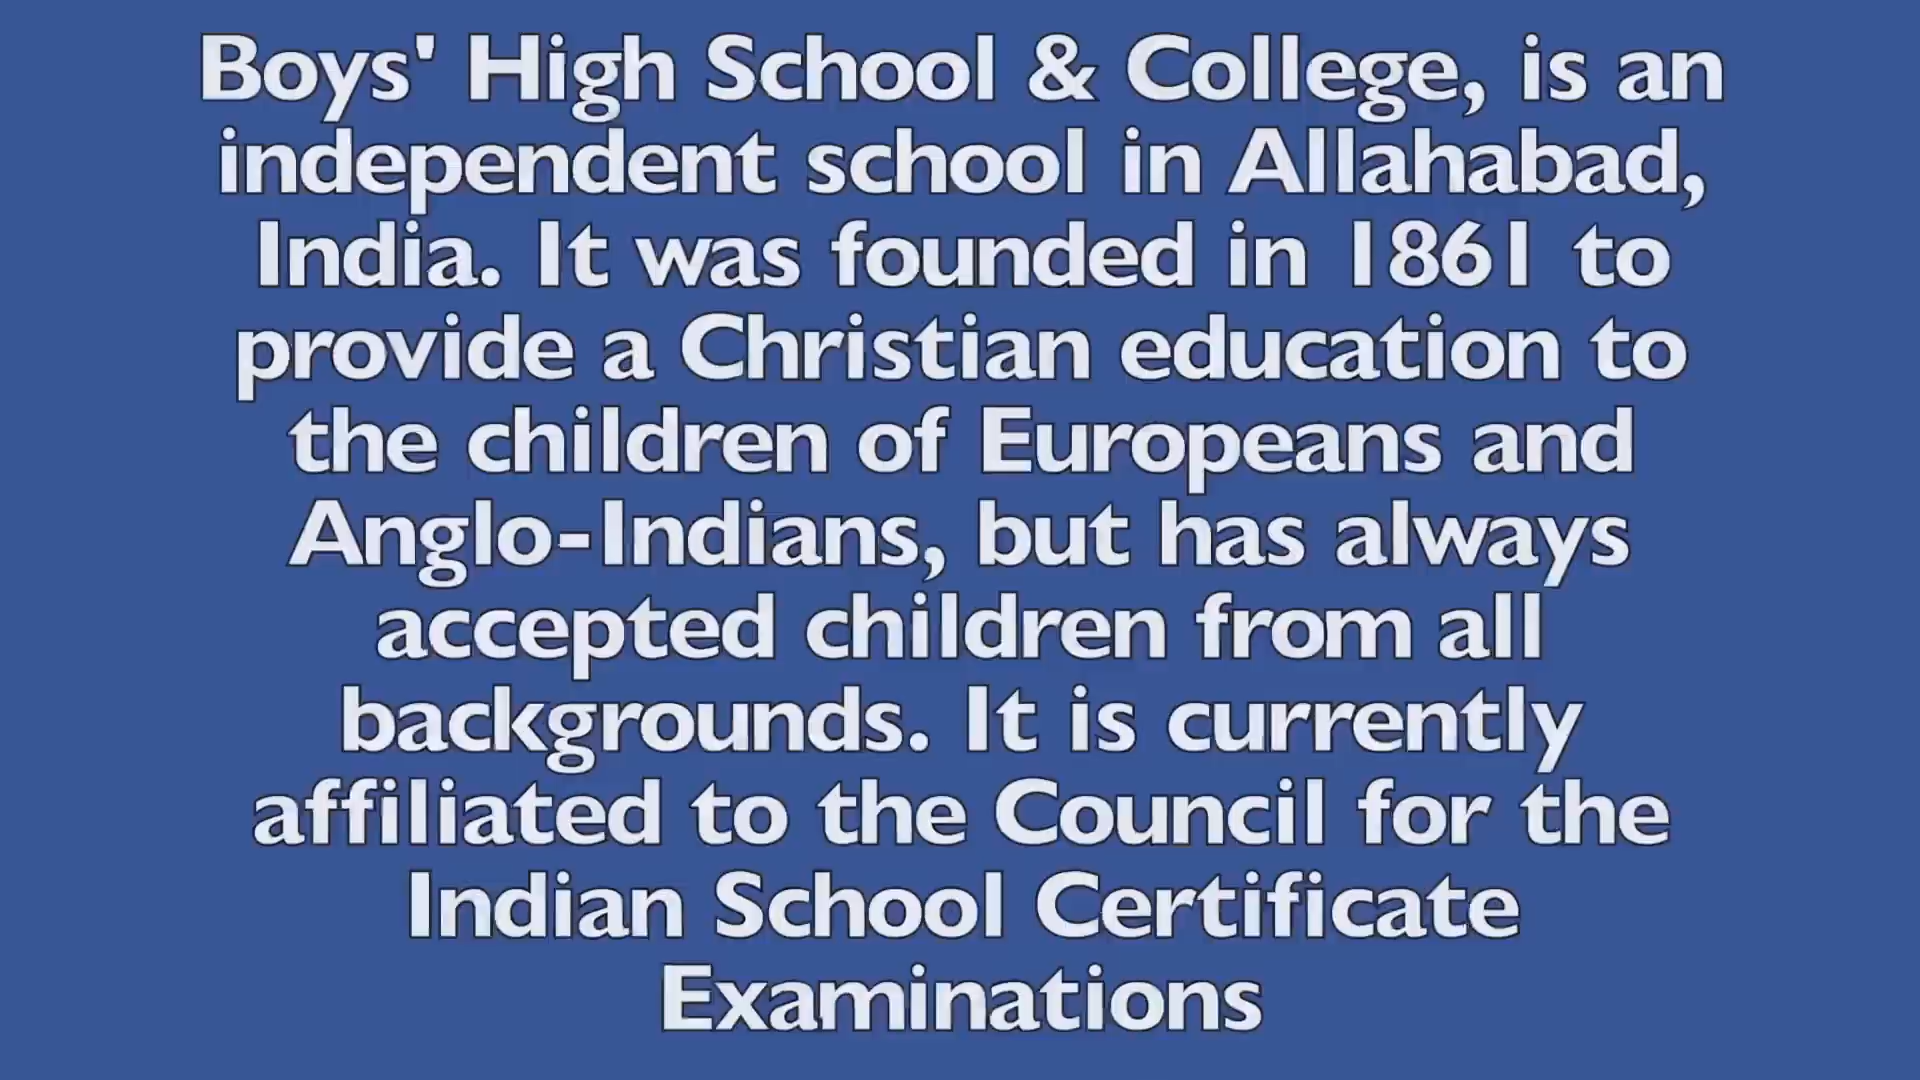 Boys' High School & College, is an
independent school in Allahabad,
India. It was founded in 1861 to
provide a Christian education to
the children of Europeans and
Anglo-Indians, but has always
accepted children from all
backgrounds. It is currently
affiliated to the Council for the
Indian School Certificate
Examinations